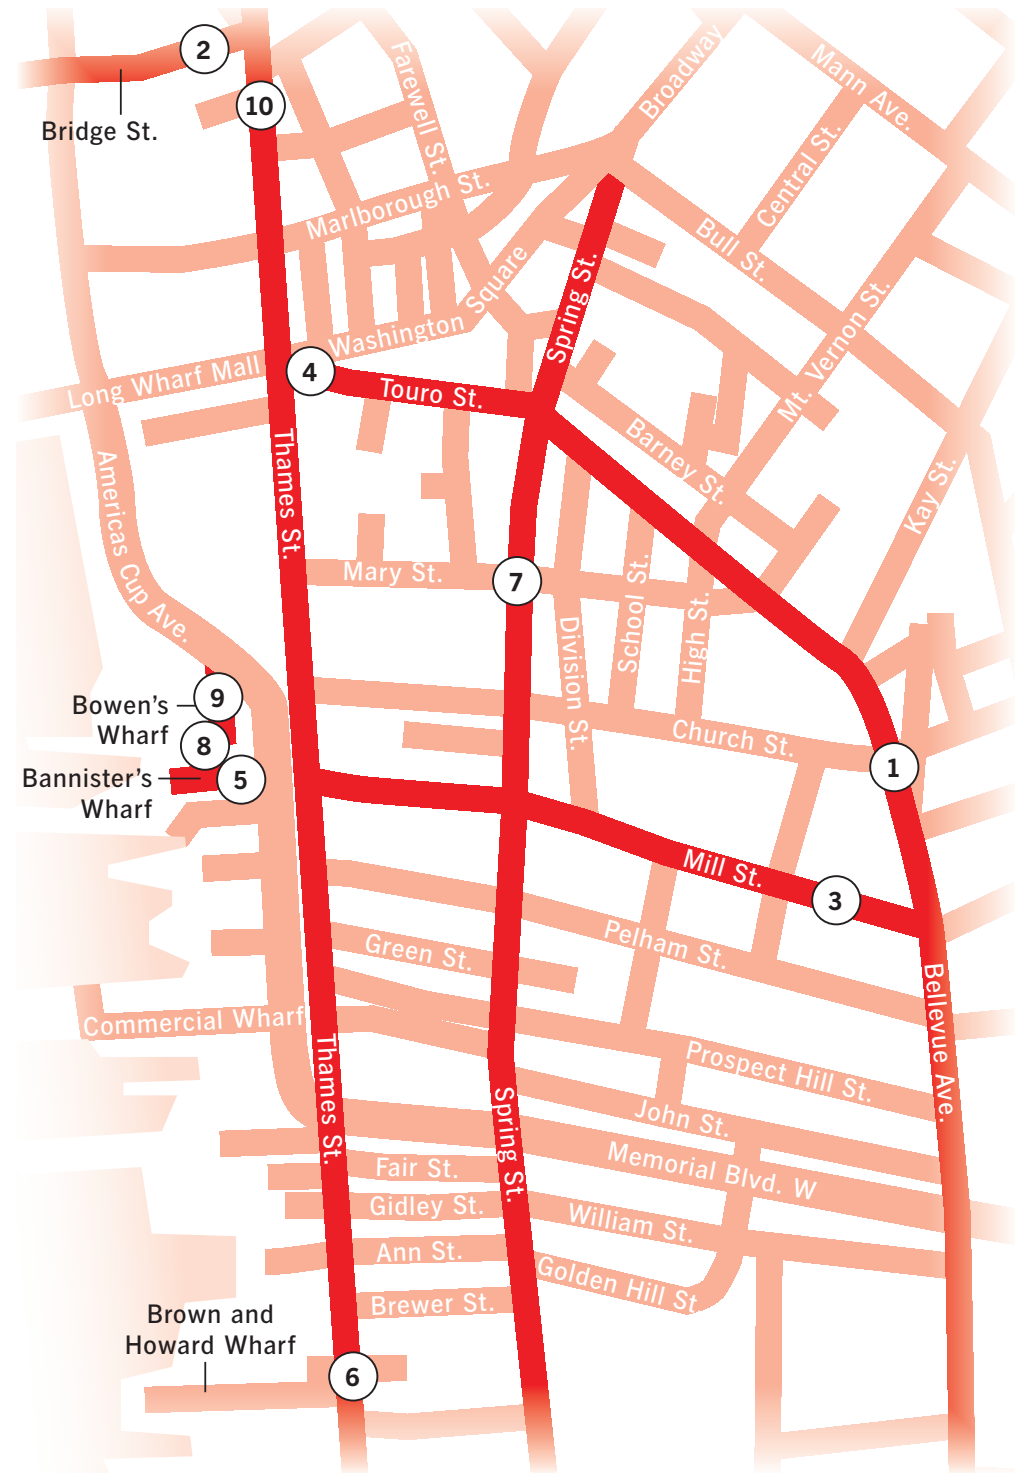 2
Bridge St.
10
Farewell St.
Broadway
Mann Ave.
Central St.
Marlborough St.
Bull St.
Spring St.
Washington Square
Mt. Vernon St.
Long Wharf Mall
4
Touro St.
Barney St.
Kay St.
Americas Cup Ave.
Thames St.
Mary St.
7
School St.
High St.
Division St.
9
Bowen's
Wharf
8
Church St.
1
Bannister's
Wharf
5
Mill St.
3
Pelham St.
Green St.
Bellevue Ave.
Commercial Wharf
Thames St.
Prospect Hill St.
Spring St.
John St.
Memorial Blvd. W
Fair St.
Gidley St.
William St.
Ann St.
Golden Hill St.
Brewer St.
Brown and
Howard Wharf
6